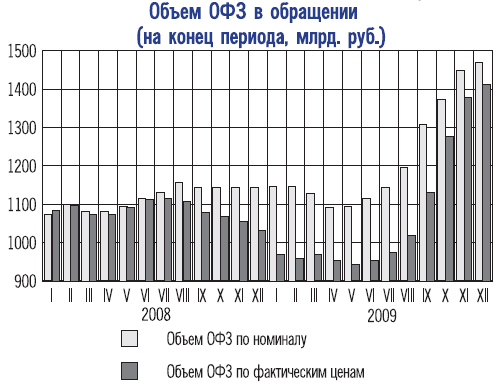 Объем ОФЗ в обращении
(на конец периода, млрд. руб.)
1500
1400
1300
1200
1100
1000
900
I II III IV V VI VII VIII IX X XI XII I II III IV V VI VII VIII IX X XI XII
2008 2009
Объем ОФЗ по номиналу
Объем ОФЗ по фактическим ценам